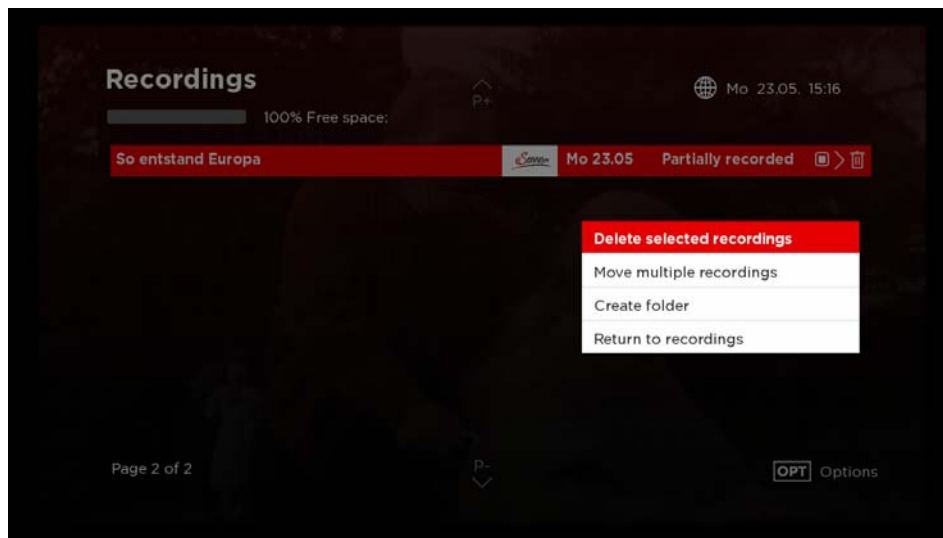 Recordings
P+
Mo 23.05. 15:16
100% Free space:
So entstand Europa
Mo 23.05
Partially recorded
Delete selected recordings
Move multiple recordings
Create folder
Return to recordings
Page 2 of 2
P-
OPT Options